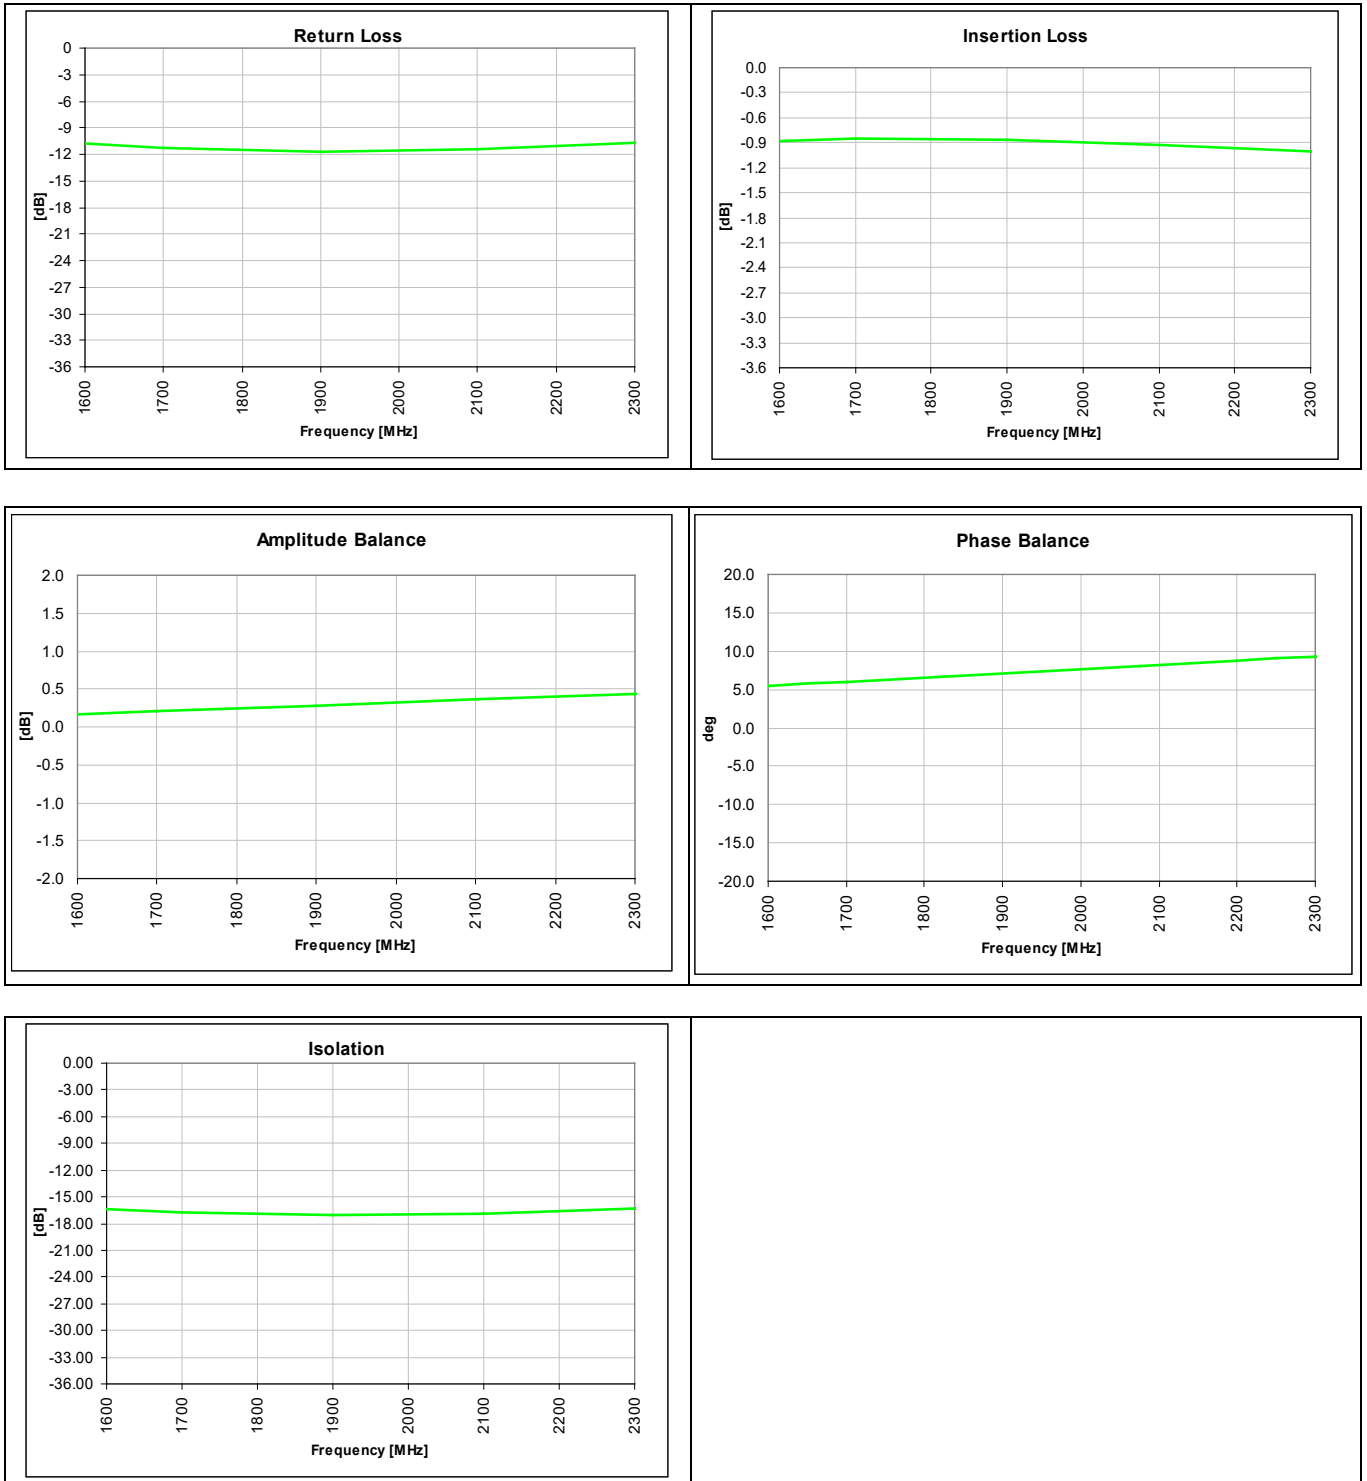 Return Loss
0
-3
-6
-9
-12
-15
-18
-21
-24
-27
-30
-33
-36
[dB]
1600 1700 1800 1900 2000 2100 2200 2300
Frequency [MHz]
Insertion Loss
0.0
-0.3
-0.6
-0.9
-1.2
-1.5
-1.8
-2.1
-2.4
-2.7
-3.0
-3.3
-3.6
[dB]
1600 1700 1800 1900 2000 2100 2200 2300
Frequency [MHz]
Amplitude Balance
2.0
1.5
1.0
0.5
0.0
-0.5
-1.0
-1.5
-2.0
[dB]
1600 1700 1800 1900 2000 2100 2200 2300
Frequency [MHz]
Phase Balance
20.0
15.0
10.0
5.0
0.0
-5.0
-10.0
-15.0
-20.0
deg
1600 1700 1800 1900 2000 2100 2200 2300
Frequency [MHz]
Isolation
0.00
-3.00
-6.00
-9.00
-12.00
-15.00
-18.00
-21.00
-24.00
-27.00
-30.00
-33.00
-36.00
[dB]
1600 1700 1800 1900 2000 2100 2200 2300
Frequency [MHz]